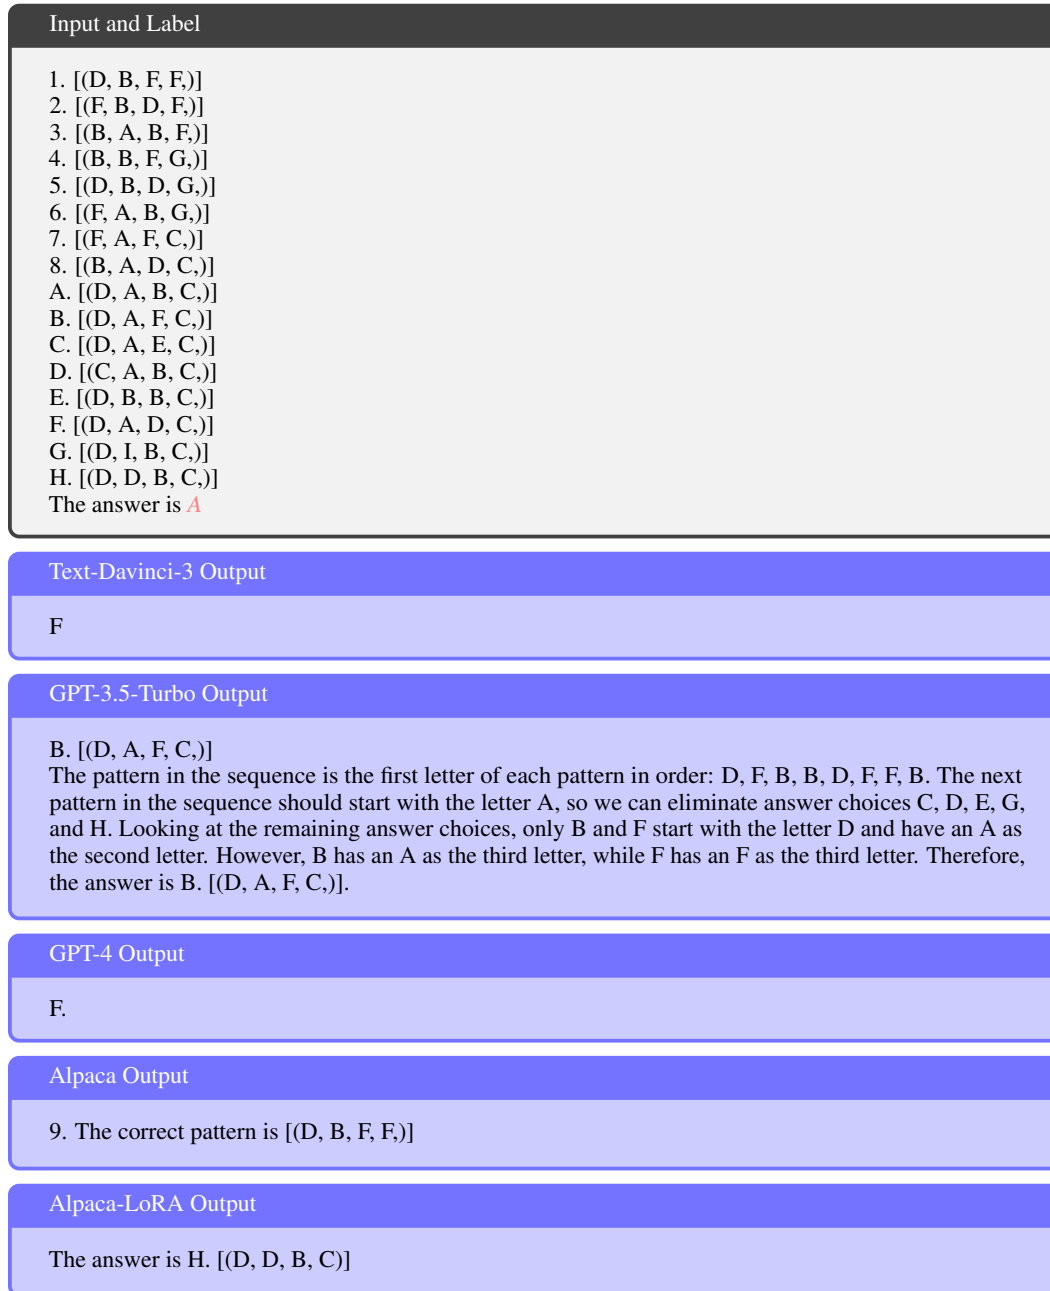 Input and Label
1. [(D, B, F, F,)]
2. [(F, B, D, F,)]
3. [(B, A, B, F,)]
4. [(B, B, F, G,)]
5. [(D, B, D, G,)]
6. [(F, A, B, G,)]
7. [(F, A, F, C,)]
8. [(B, A, D, C,)]
A. [(D, A, B, C,)]
B. [(D, A, F, C,)]
C. [(D, A, E, C,)]
D. [(C, A, B, C,)]
E. [(D, B, B, C,)]
F. [(D, A, D, C,)]
G. [(D, I, B, C,)]
H. [(D, D, B, C,)]
The answer is A
Text-Davinci-3 Output
F
GPT-3.5-Turbo Output
B. [(D, A, F, C,)]
The pattern in the sequence is the first letter of each pattern in order: D, F, B, B, D, F, F, B. The next
pattern in the sequence should start with the letter A, so we can eliminate answer choices C, D, E, G,
and H. Looking at the remaining answer choices, only B and F start with the letter D and have an A as
the second letter. However, B has an A as the third letter, while F has an F as the third letter. Therefore,
the answer is B. [(D, A, F, C,)].
GPT-4 Output
F.
Alpaca Output
9. The correct pattern is [(D, B, F, F,)]
Alpaca-LoRA Output
The answer is H. [(D, D, B, C)]